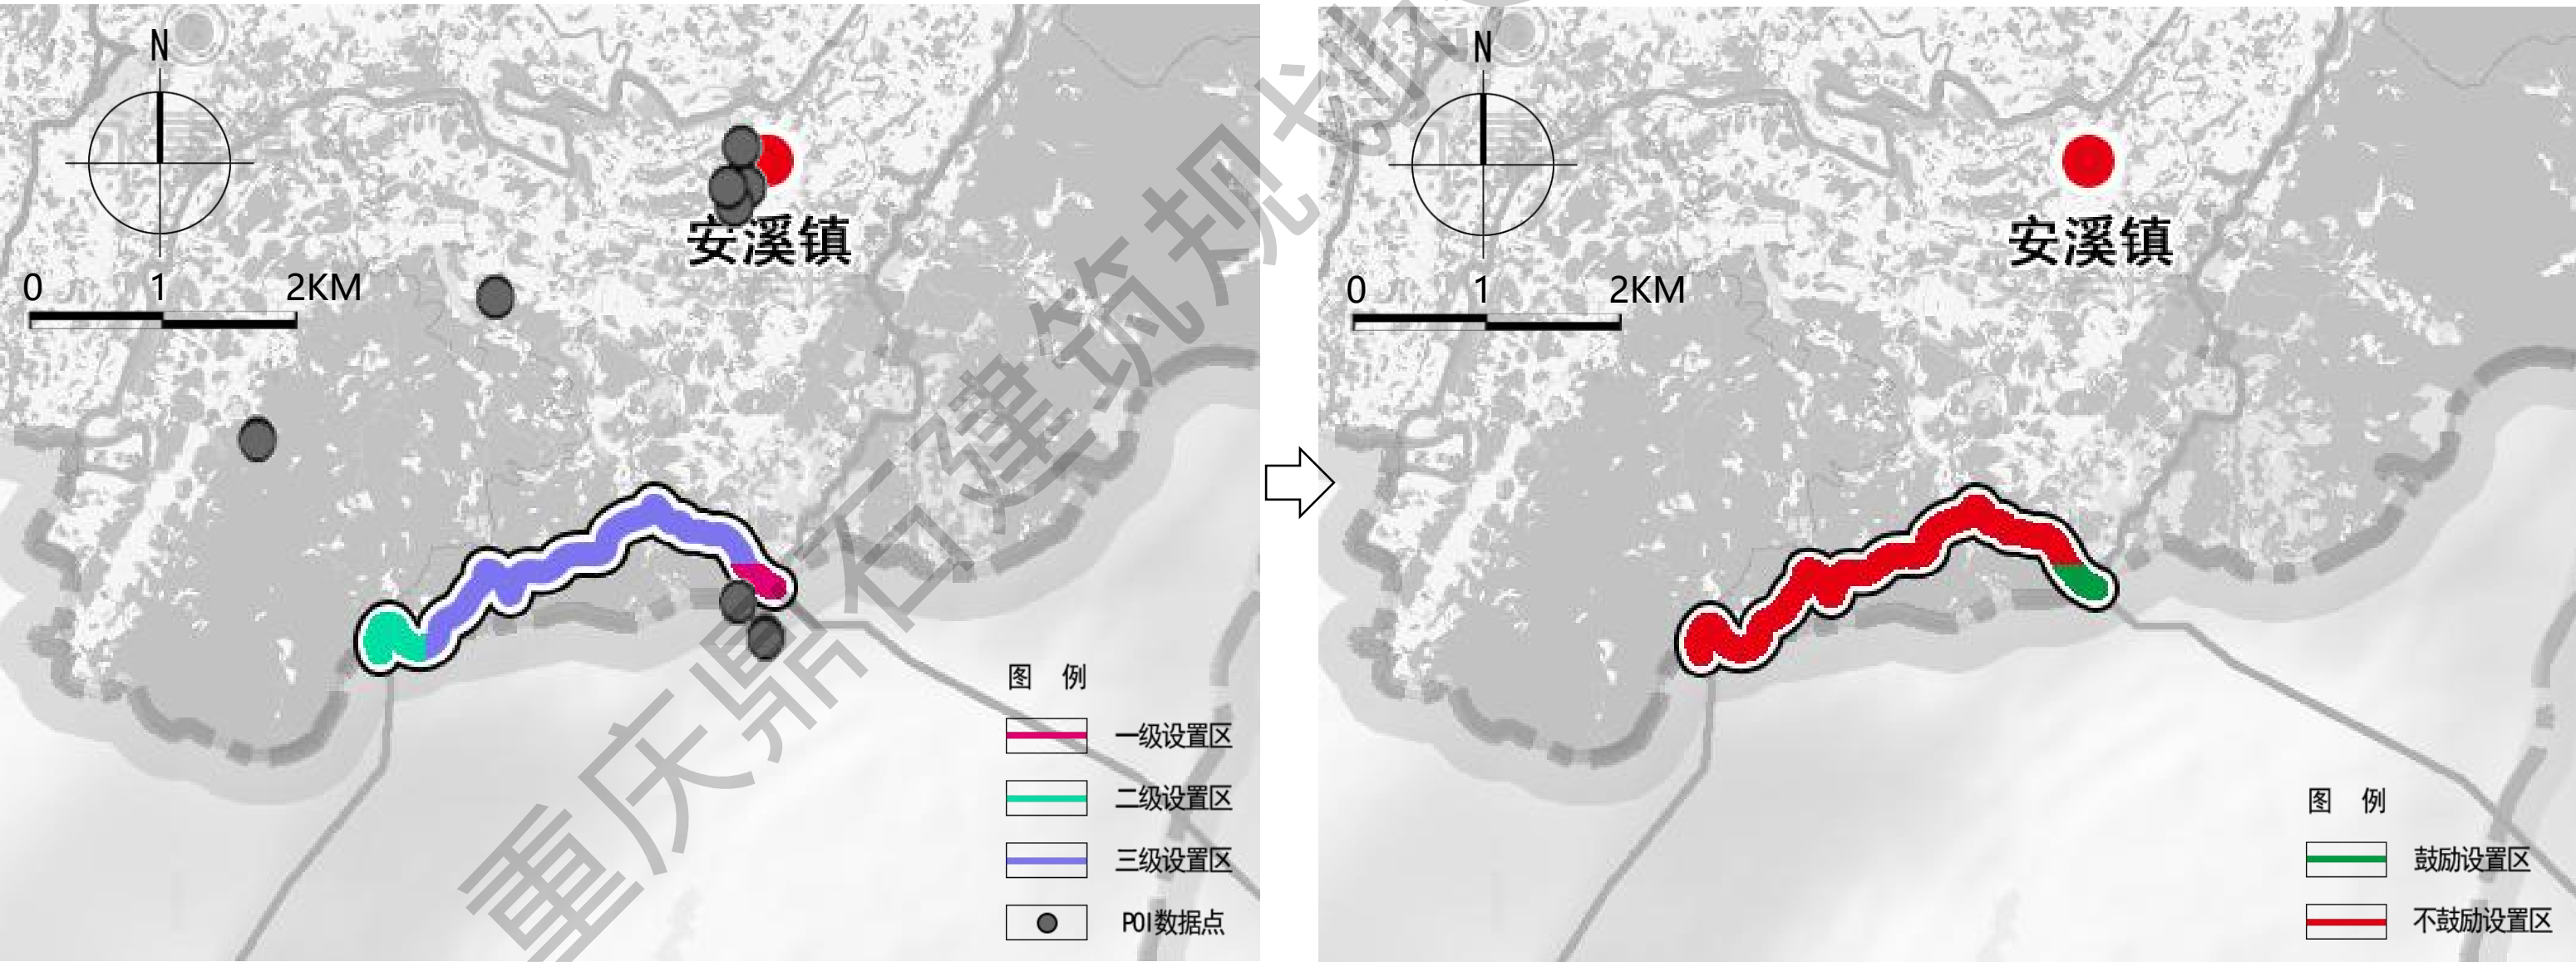 N
0 1 2KM
安溪镇
图 例
一级设置区
二级设置区
三级设置区
POI数据点
N
0 1 2KM
安溪镇
图 例
鼓励设置区
不鼓励设置区
重庆鼎石建筑规划